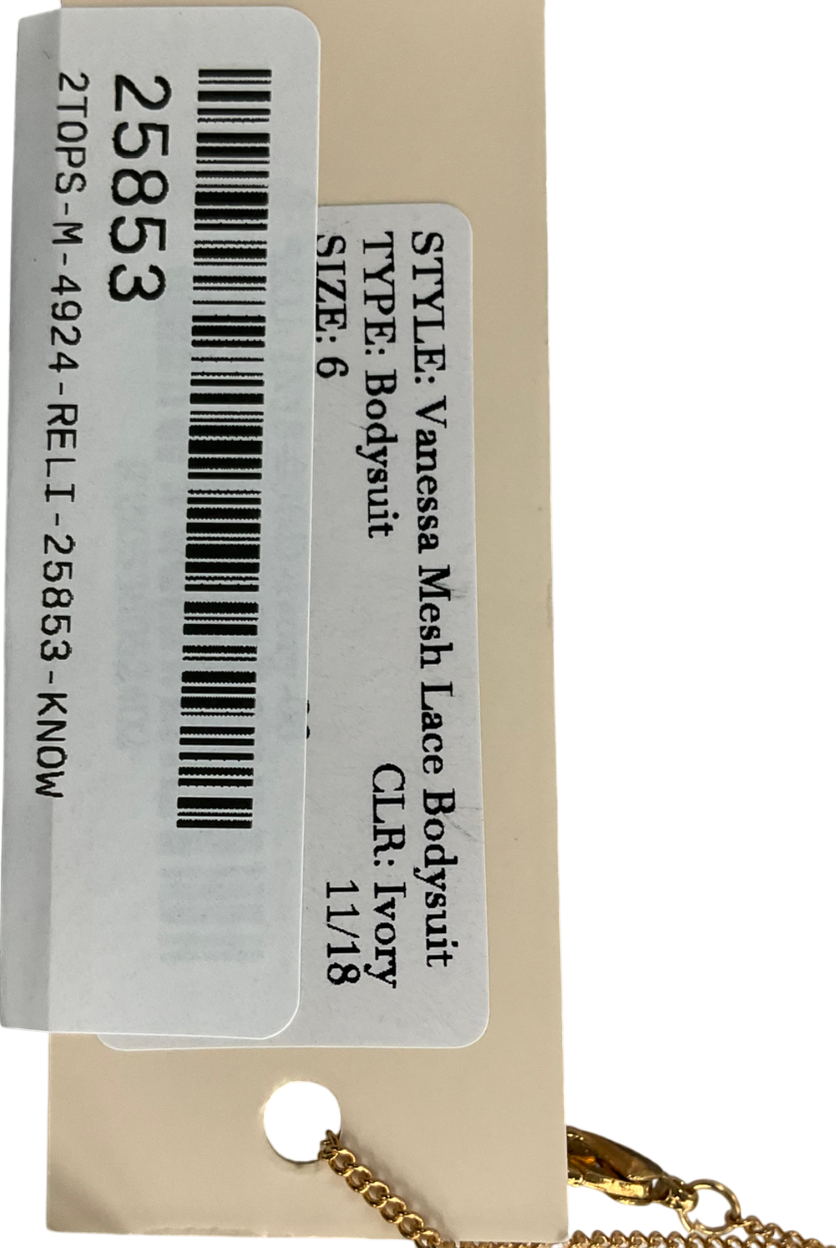 STYLE: Vanessa Mesh Lace Bodysuit
TYPE: Bodysuit CLR: Ivory
SIZE: 6 11/18
25853
2TOPS-M-4924-RELI-25853-KNOW